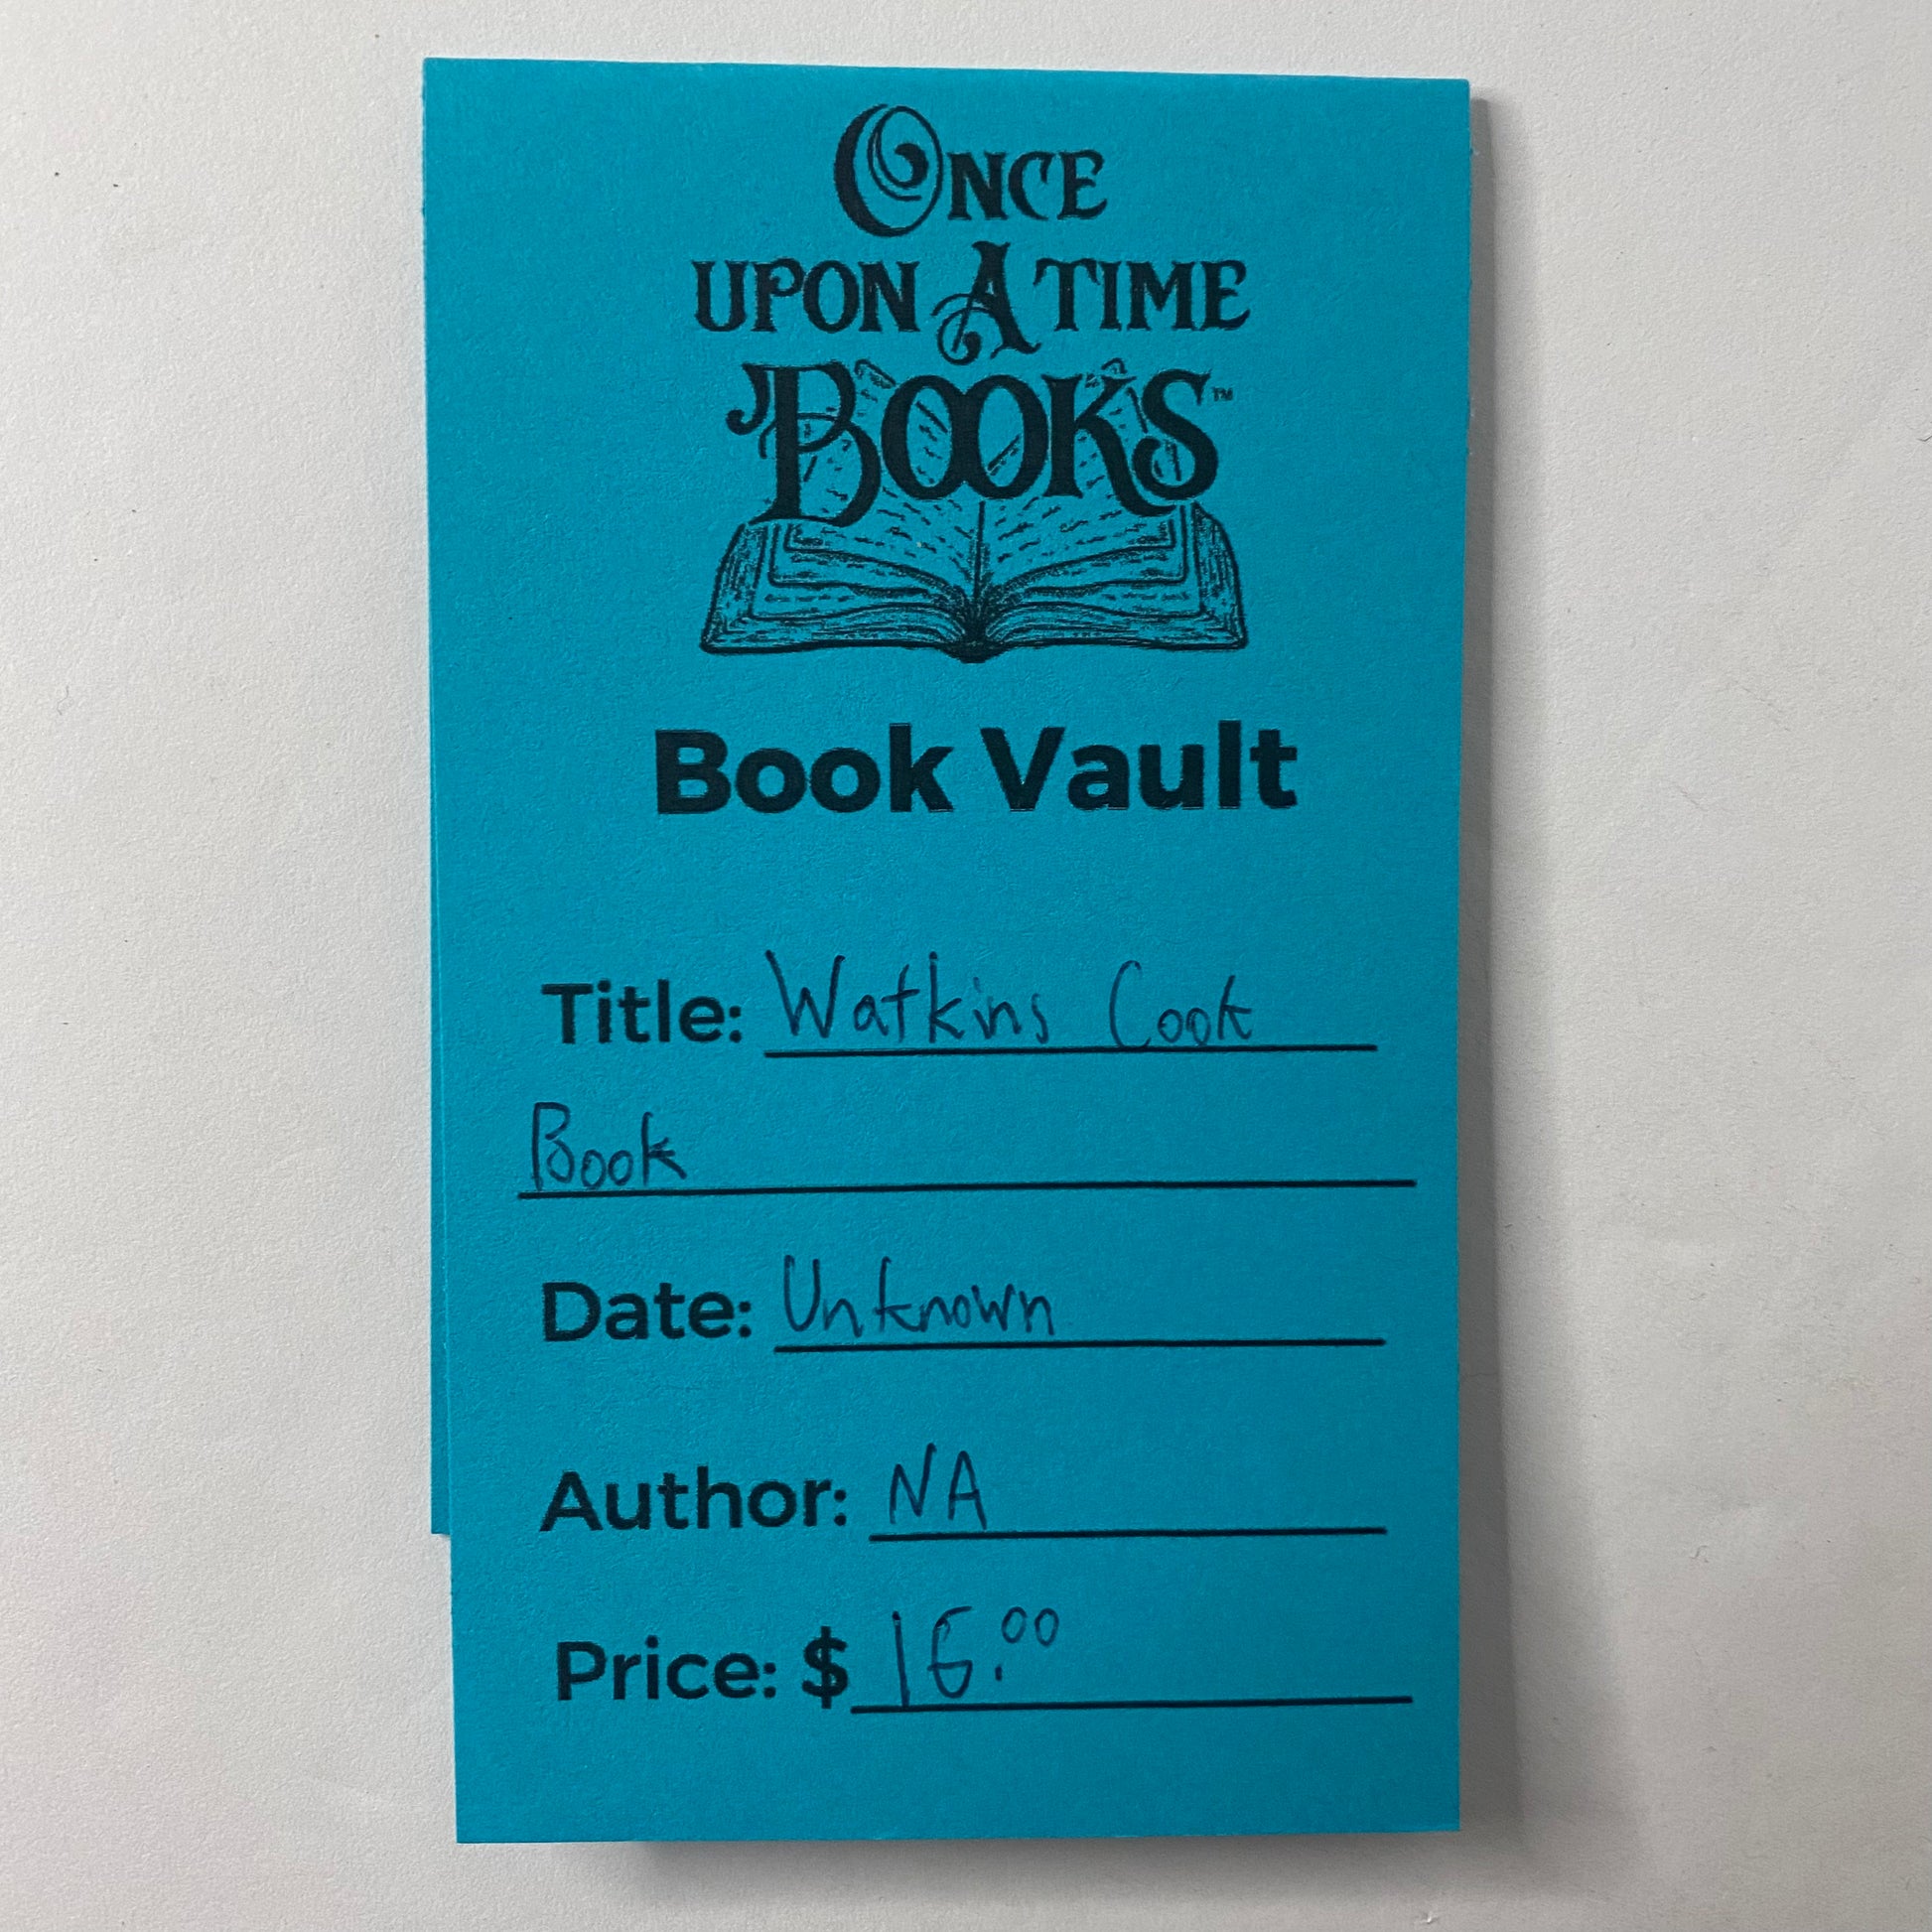 ONCE
UPON A TIME
BOOKS™
Book Vault
Title: Watkins Cook
Book
Date: Unknown
Author: NA
Price: $ 16.00